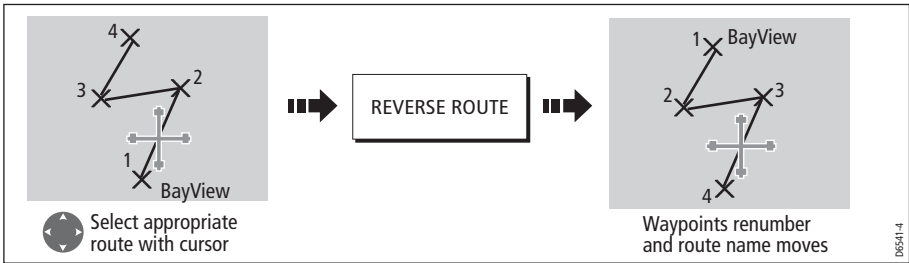 4
3
2
1
BayView
Select appropriate
route with cursor
REVERSE ROUTE
1
BayView
2
3
4
Waypoints renumber
and route name moves
D6541-4